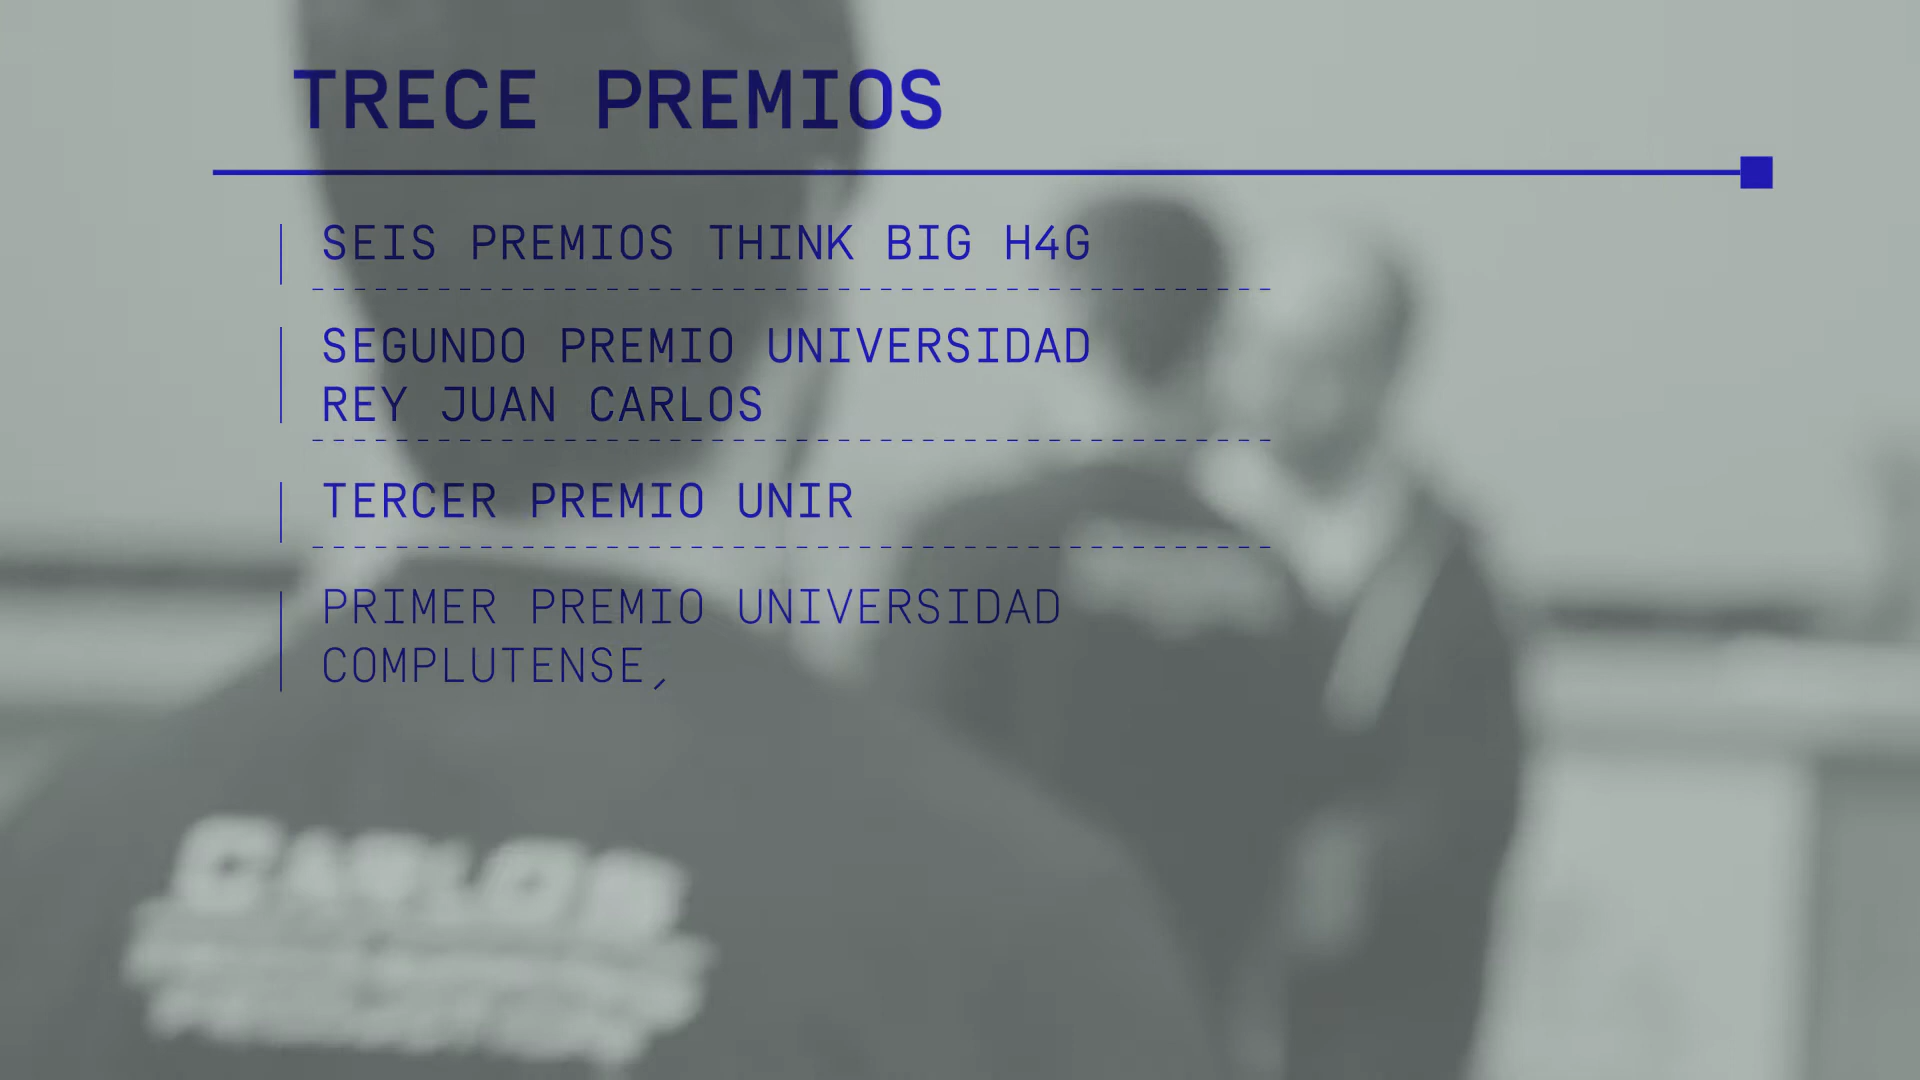 TRECE PREMIOS
SEIS PREMIOS THINK BIG H4G
SEGUNDO PREMIO UNIVERSIDAD
REY JUAN CARLOS
TERCER PREMIO UNIR
PRIMER PREMIO UNIVERSIDAD
COMPLUTENSE,